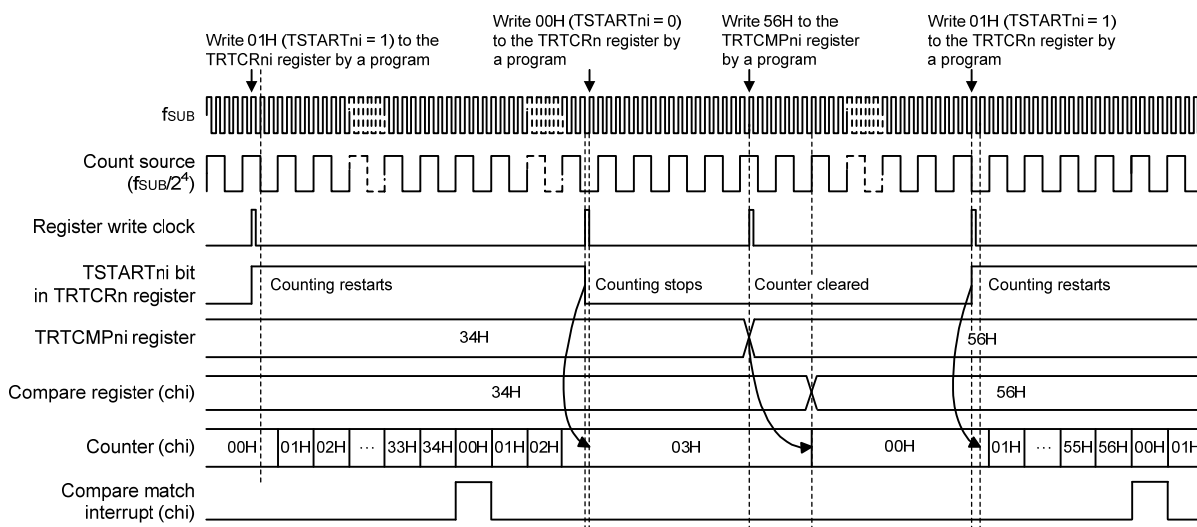 Write 01H (TSTARTni = 1) to the
TRTCRni register by a program
Write 00H (TSTARTni = 0)
to the TRTCRn register by
a program
Write 56H to the
TRTCMPni register
by a program
Write 01H (TSTARTni = 1)
to the TRTCRn register by
a program
fSUB
Count source
(fSUB/2⁴)
Register write clock
TSTARTni bit
in TRTCRn register
Counting restarts
Counting stops
Counter cleared
Counting restarts
TRTCMPni register
34H
56H
Compare register (chi)
34H
56H
Counter (chi)
00H 01H 02H ... 33H 34H 00H 01H 02H 03H 00H 01H ... 55H 56H 00H 01H
Compare match
interrupt (chi)